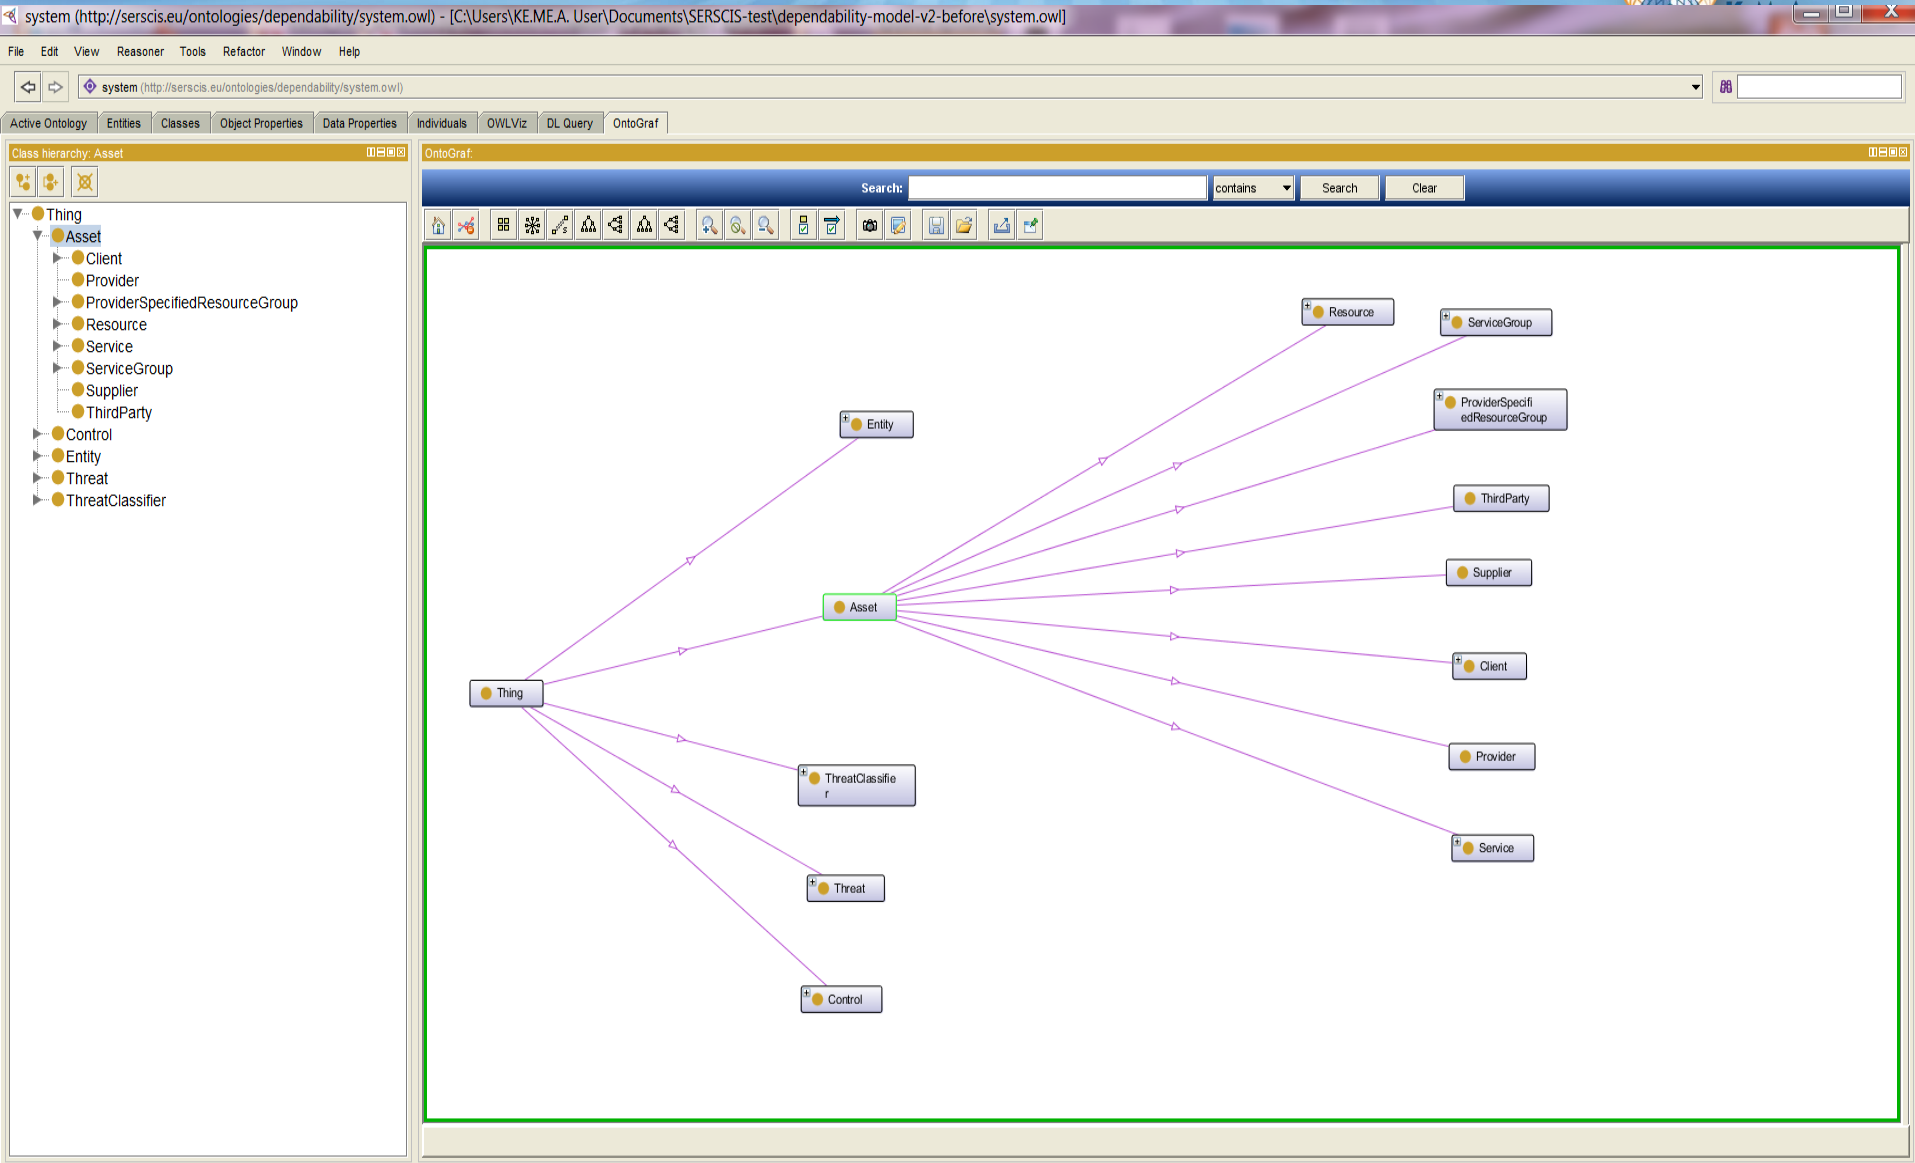 system (http://serscis.eu/ontologies/dependability/system.owl) - [C:\Users\KE.ME.A. User\Documents\SERSCIS-test\dependability-model-v2-before\system.owl]
File Edit View Reasoner Tools Refactor Window Help
system (http://serscis.eu/ontologies/dependability/system.owl)
Active Ontology Entities Classes Object Properties Data Properties Individuals OWLViz DL Query OntoGraf
Class hierarchy: Asset
Thing
Asset
Client
Provider
ProviderSpecifiedResourceGroup
Resource
Service
ServiceGroup
Supplier
ThirdParty
Control
Entity
Threat
ThreatClassifier
OntoGraf:
Search: contains Search Clear
Resource
ServiceGroup
ProviderSpecifi
edResourceGroup
Entity
ThirdParty
Supplier
Asset
Client
Thing
Provider
ThreatClassifie
r
Service
Threat
Control